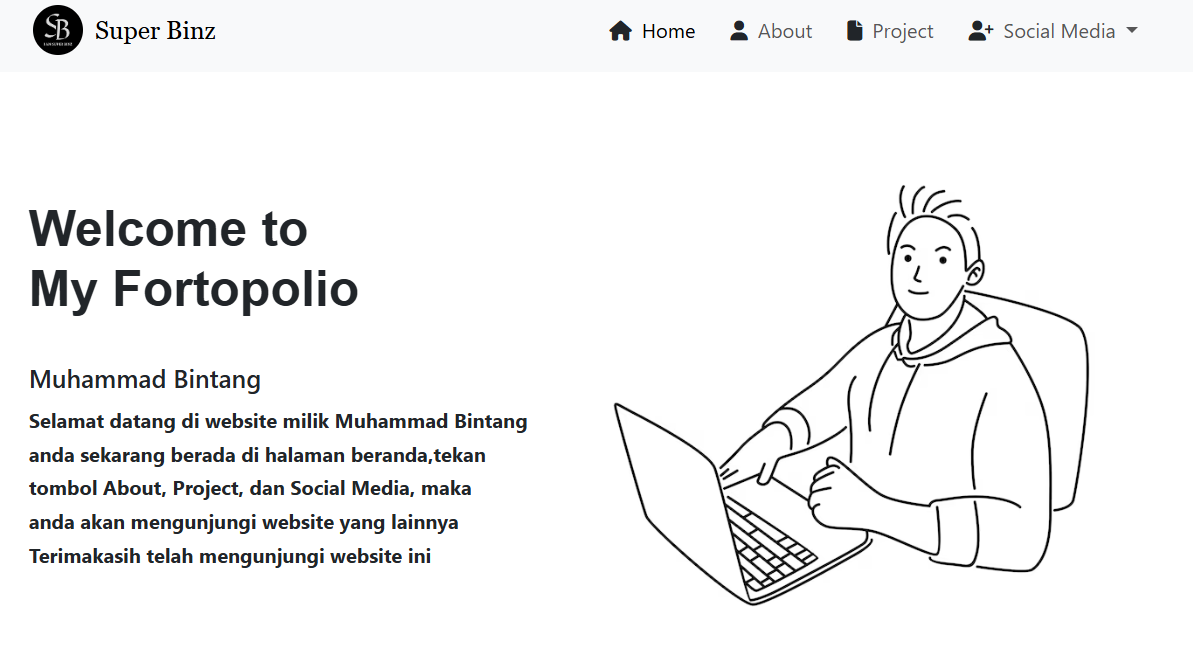 SB
Super Binz
Home
About
Project
Social Media
Welcome to
My Fortopolio
Muhammad Bintang
Selamat datang di website milik Muhammad Bintang
anda sekarang berada di halaman beranda,tekan
tombol About, Project, dan Social Media, maka
anda akan mengunjungi website yang lainnya
Terimakasih telah mengunjungi website ini